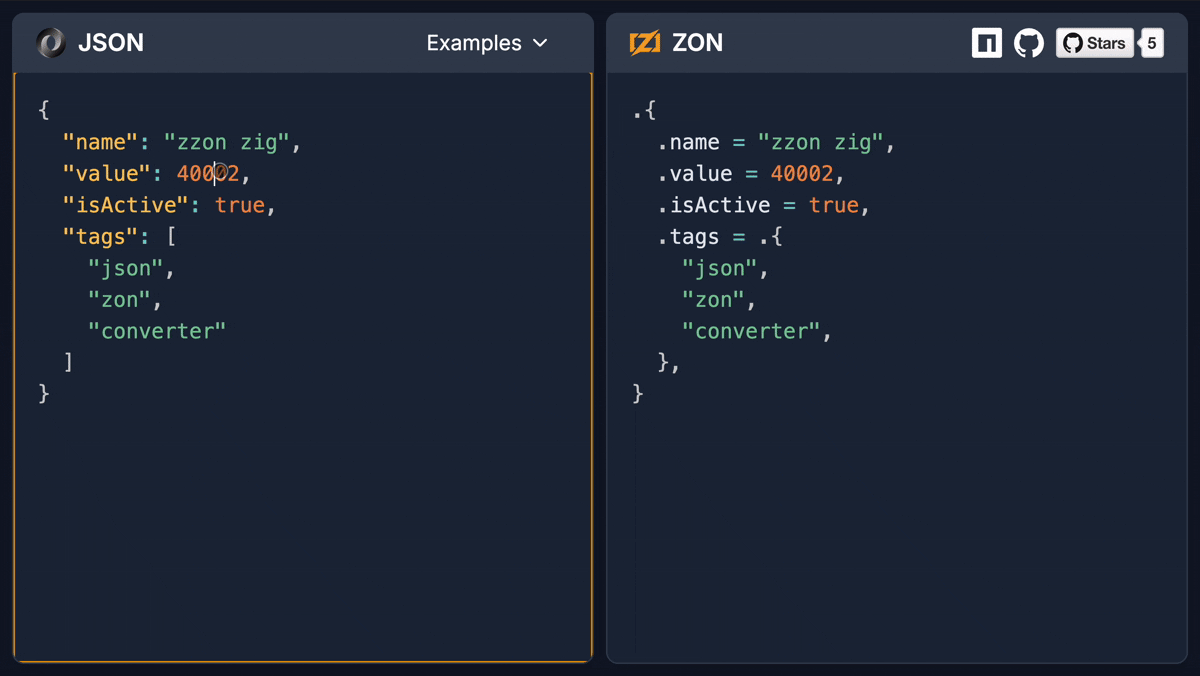 JSON
Examples
{
  "name": "zzon zig",
  "value": 40002,
  "isActive": true,
  "tags": [
    "json",
    "zon",
    "converter"
  ]
}
ZON
Stars
5
.{
  .name = "zzon zig",
  .value = 40002,
  .isActive = true,
  .tags = .{
    "json",
    "zon",
    "converter",
  },
}